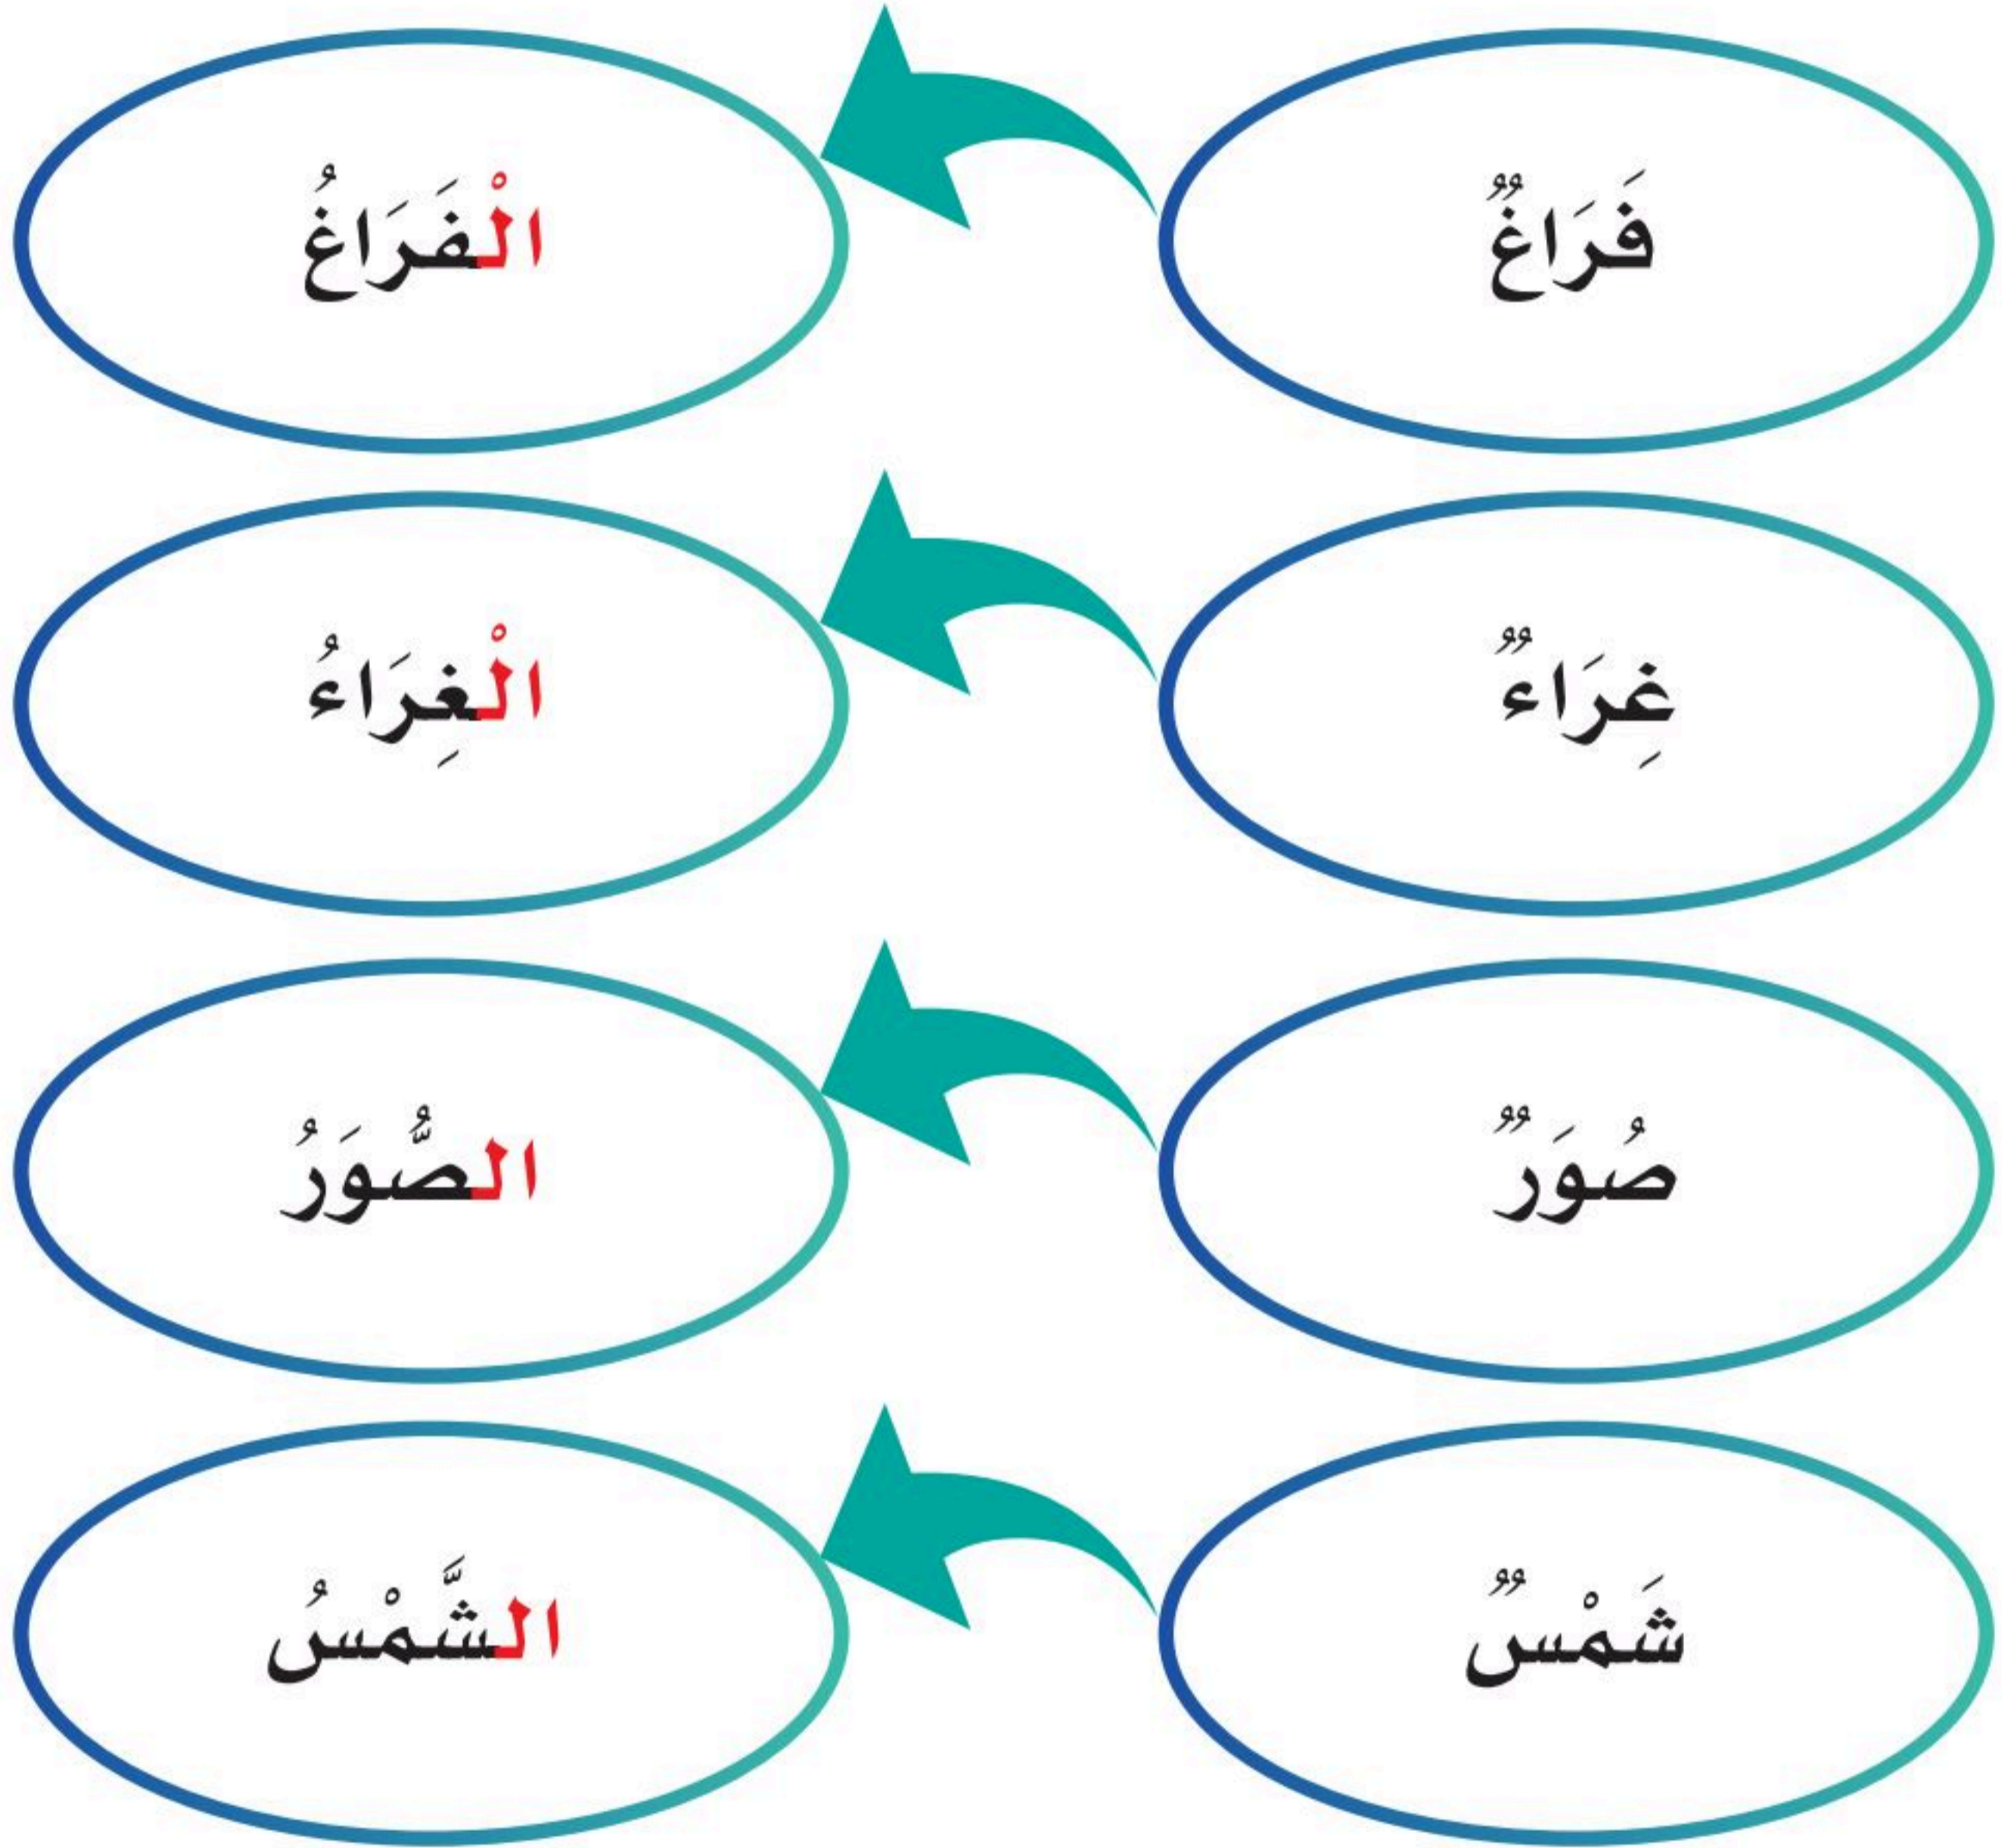 فَرَاغٌ
الْفَرَاغُ
غِرَاءٌ
الْغِرَاءُ
صُوَرٌ
الصُّوَرُ
شَمْسٌ
الشَّمْسُ